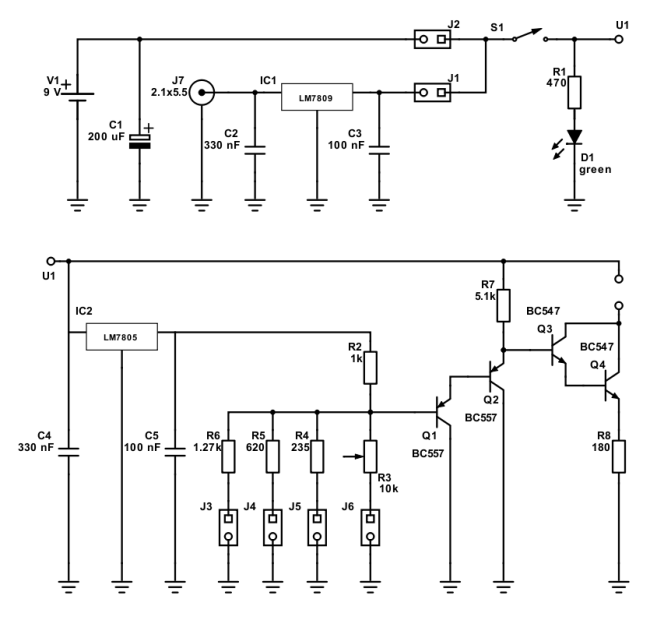 J2
S1
U1
V1
9 V
J7
2.1x5.5
IC1
LM7809
J1
R1
470
C1
200 uF
C2
330 nF
C3
100 nF
D1
green
U1
IC2
LM7805
R7
5.1k
BC547
Q3
BC547
Q4
R2
1k
Q2
BC557
C4
330 nF
C5
100 nF
R6
1.27k
R5
620
R4
235
R3
10k
Q1
BC557
R8
180
J3
J4
J5
J6